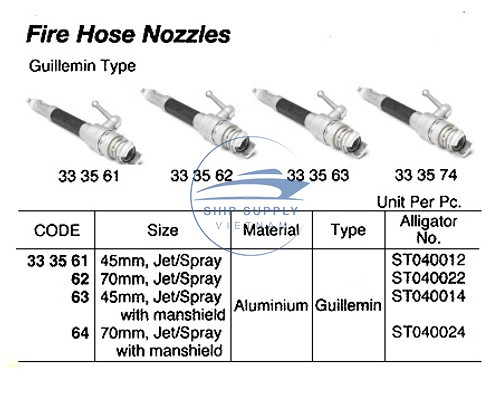 Fire Hose Nozzles
Guillemin Type
33 35 61
33 35 62
33 35 63
33 35 74
SHIP SUPPLY
VIETNAM
Unit Per Pc.
CODE Size Material Type Alligator No.
33 35 61 45mm, Jet/Spray ST040012
62 70mm, Jet/Spray ST040022
63 45mm, Jet/Spray with manshield Aluminium Guillemin ST040014
64 70mm, Jet/Spray with manshield ST040024